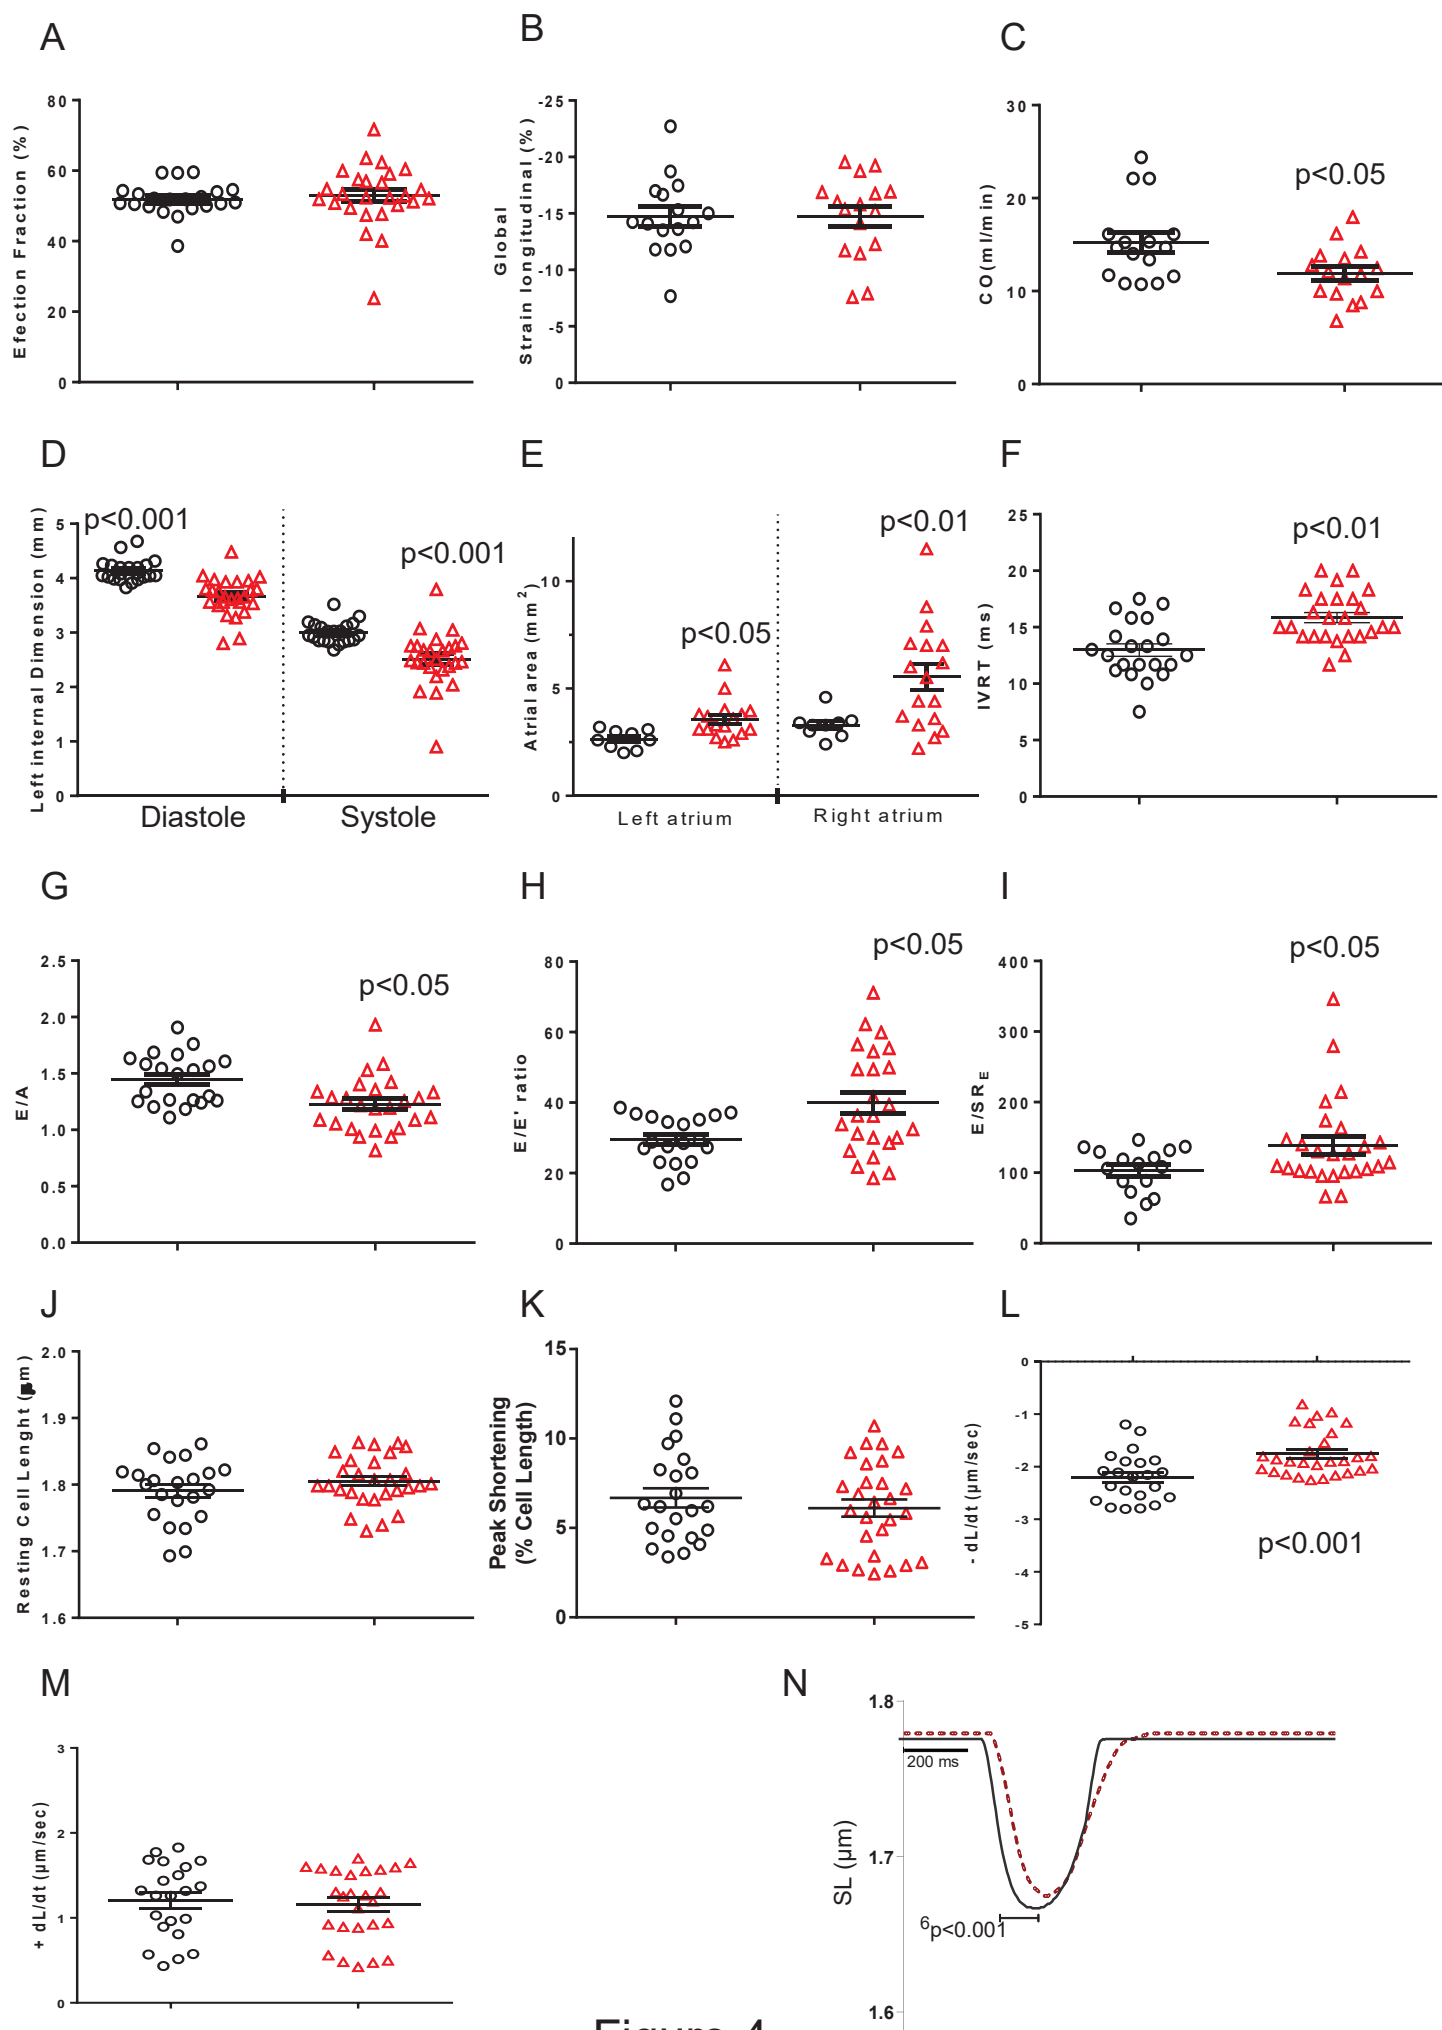 A
B
C
Efection Fraction (%)
80
60
40
20
0
Global
Strain longitudinal (%)
-25
-20
-15
-10
-5
0
CO(ml/min)
30
20
10
0
p<0.05
D
E
F
Left internal Dimension (mm)
5
4
3
2
1
0
p<0.001
p<0.001
Diastole
Systole
Atrial area (mm²)
10
5
0
p<0.05
p<0.01
Left atrium
Right atrium
IVRT (ms)
25
20
15
10
5
0
p<0.01
G
H
I
E/A
2.5
2.0
1.5
1.0
0.5
0.0
p<0.05
E/E' ratio
80
60
40
20
0
p<0.05
E/SR_E
400
300
200
100
0
p<0.05
J
K
L
Resting Cell Lenght (µm)
2.0
1.9
1.8
1.7
1.6
Peak Shortening
(% Cell Length)
15
10
5
0
- dL/dt (µm/sec)
0
-1
-2
-3
-4
-5
p<0.001
M
N
+ dL/dt (µm/sec)
3
2
1
0
SL (µm)
1.8
1.7
1.6
200 ms
⁶p<0.001
Figure 4